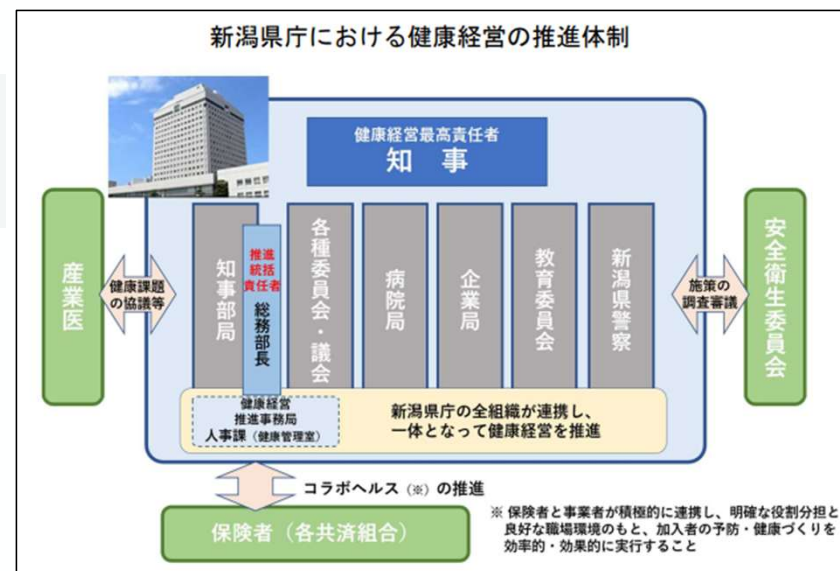 新潟県庁における健康経営の推進体制
健康経営最高責任者
知 事
産業医
健康課題
の協議等
知事部局
推進
統括
責任者
総務部長
各種委員会・議会
病院局
企業局
教育委員会
新潟県警察
施策の
調査審議
安全衛生委員会
健康経営
推進事務局
人事課（健康管理室）
新潟県庁の全組織が連携し、
一体となって健康経営を推進
コラボヘルス（※）の推進
保険者（各共済組合）
※ 保険者と事業者が積極的に連携し、明確な役割分担と
良好な職場環境のもと、加入者の予防・健康づくりを
効率的・効果的に実行すること